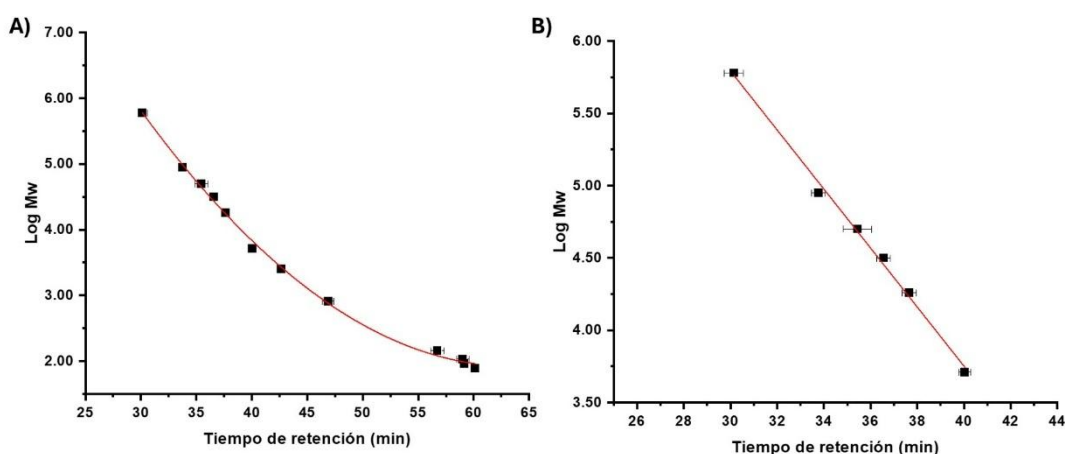 A)
7.00
6.00
5.00
4.00
3.00
2.00
Log Mw
25 30 35 40 45 50 55 60 65
Tiempo de retención (min)
B)
6.00
5.50
5.00
4.50
4.00
3.50
Log Mw
26 28 30 32 34 36 38 40 42 44
Tiempo de retención (min)